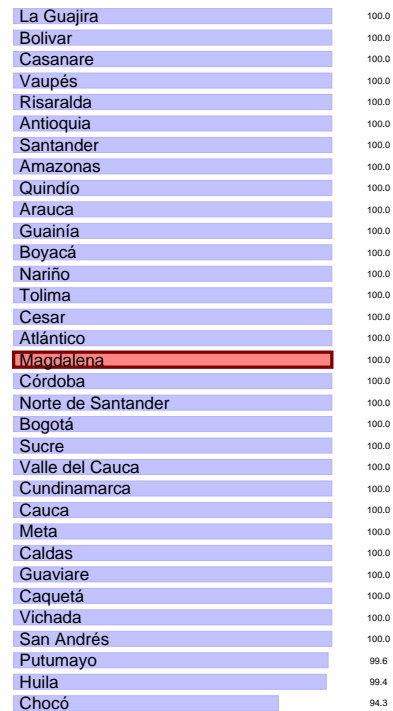 La Guajira 100.0
Bolivar 100.0
Casanare 100.0
Vaupés 100.0
Risaralda 100.0
Antioquia 100.0
Santander 100.0
Amazonas 100.0
Quindío 100.0
Arauca 100.0
Guainía 100.0
Boyacá 100.0
Nariño 100.0
Tolima 100.0
Cesar 100.0
Atlántico 100.0
Magdalena 100.0
Córdoba 100.0
Norte de Santander 100.0
Bogotá 100.0
Sucre 100.0
Valle del Cauca 100.0
Cundinamarca 100.0
Cauca 100.0
Meta 100.0
Caldas 100.0
Guaviare 100.0
Caquetá 100.0
Vichada 100.0
San Andrés 100.0
Putumayo 99.6
Huila 99.4
Chocó 94.3